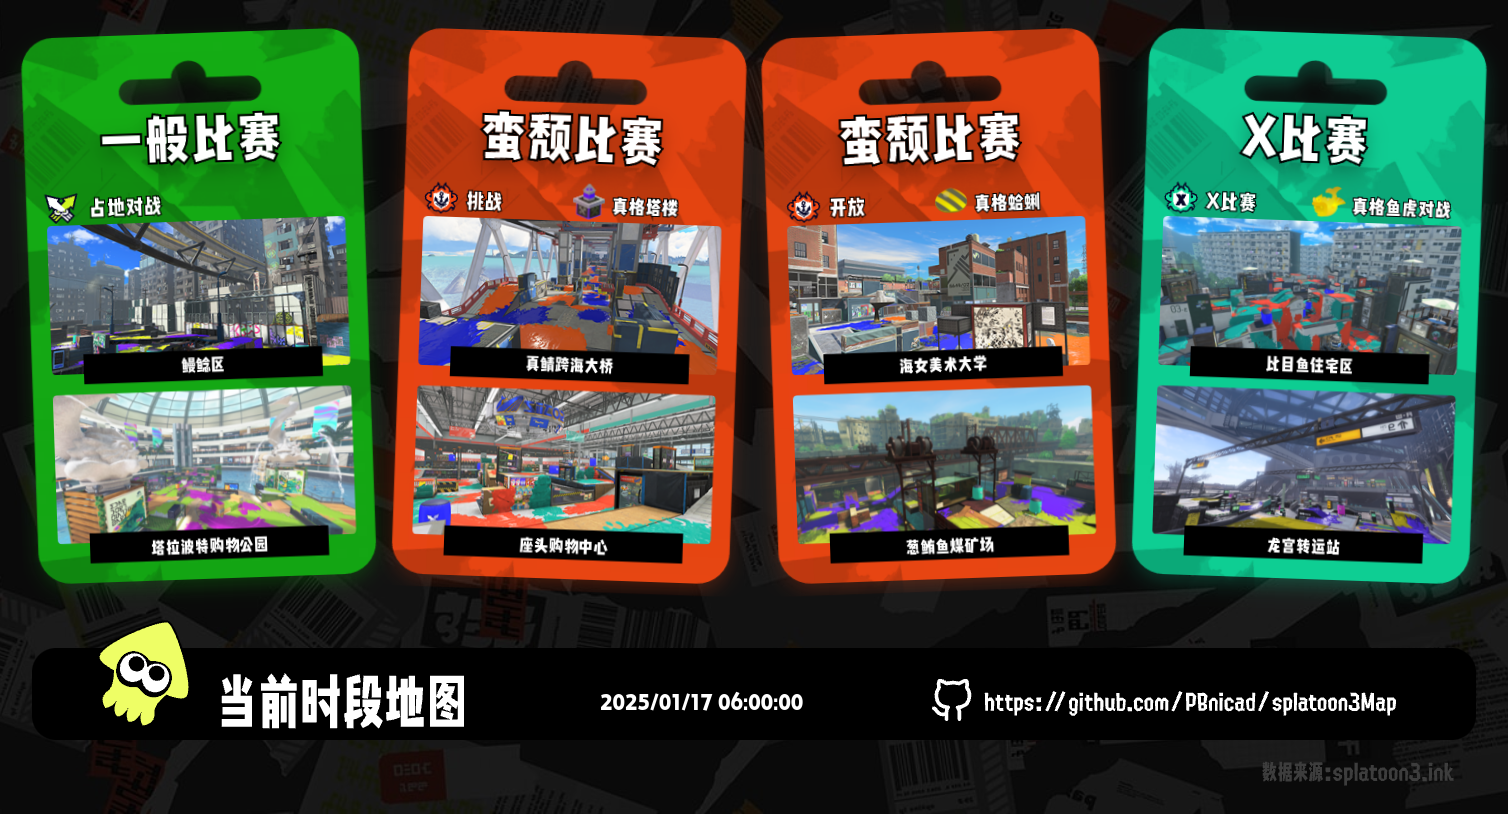 一般比赛
占地对战
鳗鲶区
塔拉波特购物公园
蛮颓比赛
挑战
真格塔楼
真鲭跨海大桥
座头购物中心
蛮颓比赛
开放
真格蛤蜊
海女美术大学
葱鲔鱼煤矿场
X比赛
X比赛
真格鱼虎对战
比目鱼住宅区
龙宫转运站
当前时段地图
2025/01/17 06:00:00
https://github.com/PBnicad/splatoon3Map
数据来源:splatoon3.ink